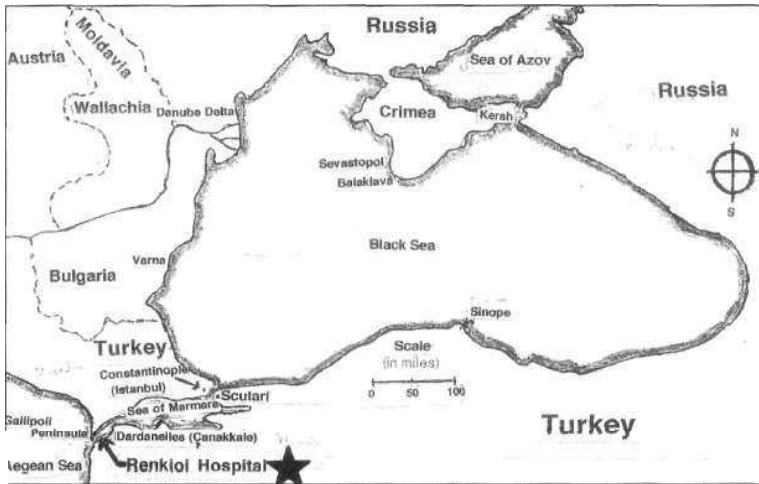 Russia
Austria
Moldavia
Sea of Azov
Russia
Wallachia
Danube Delta
Crimea
Kersh
N
S
Sevastopol
Balaklava
Black Sea
Varna
Bulgaria
Sinope
Turkey
Scale
(in miles)
0 50 100
Constantinople
(Istanbul)
Scutari
Sea of Marmara
Gallipoli
Peninsula
Dardanelles (Çanakkale)
Turkey
Aegean Sea
Renkioi Hospital